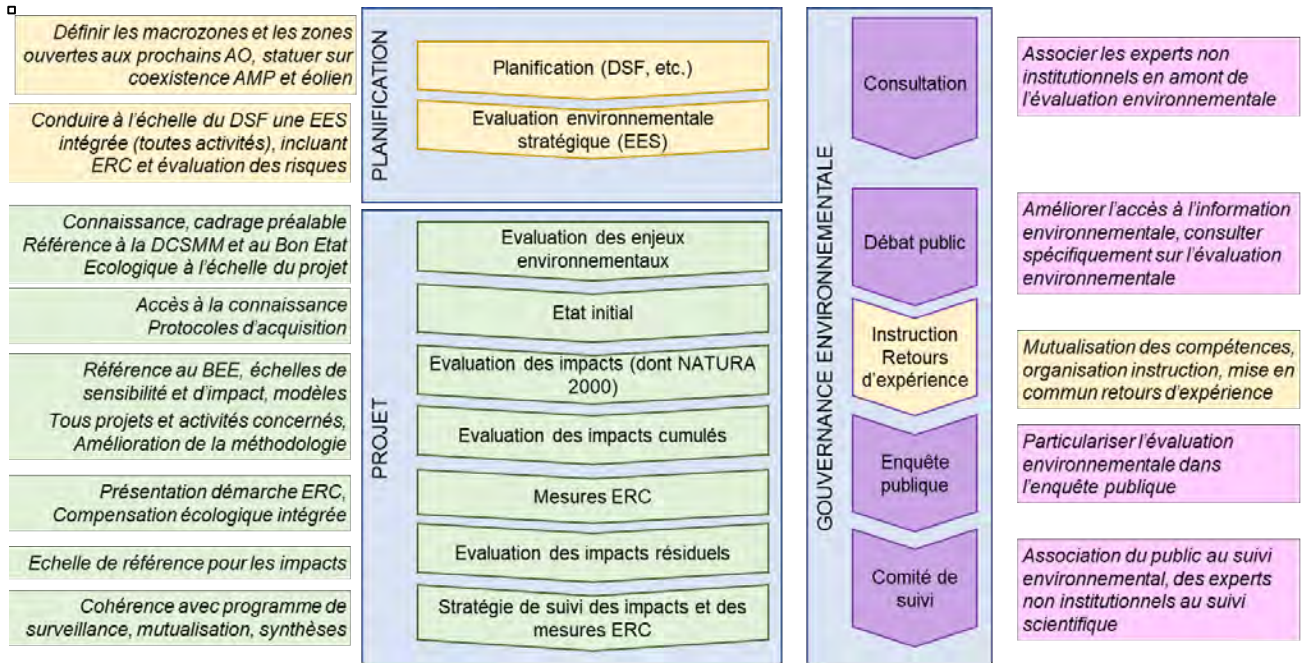 Définir les macrozones et les zones
ouvertes aux prochains AO, statuer sur
coexistence AMP et éolien
Conduire à l'échelle du DSF une EES
intégrée (toutes activités), incluant
ERC et évaluation des risques
Connaissance, cadrage préalable
Référence à la DCSMM et au Bon Etat
Ecologique à l'échelle du projet
Accès à la connaissance
Protocoles d'acquisition
Référence au BEE, échelles de
sensibilité et d'impact, modèles
Tous projets et activités concernés,
Amélioration de la méthodologie
Présentation démarche ERC,
Compensation écologique intégrée
Echelle de référence pour les impacts
Cohérence avec programme de
surveillance, mutualisation, synthèses
PLANIFICATION
Planification (DSF, etc.)
Evaluation environnementale
stratégique (EES)
PROJET
Evaluation des enjeux
environnementaux
Etat initial
Evaluation des impacts (dont NATURA
2000)
Evaluation des impacts cumulés
Mesures ERC
Evaluation des impacts résiduels
Stratégie de suivi des impacts et des
mesures ERC
GOUVERNANCE ENVIRONNEMENTALE
Consultation
Débat public
Instruction
Retours
d'expérience
Enquête
publique
Comité de
suivi
Associer les experts non
institutionnels en amont de
l'évaluation environnementale
Améliorer l'accès à l'information
environnementale, consulter
spécifiquement sur l'évaluation
environnementale
Mutualisation des compétences,
organisation instruction, mise en
commun retours d'expérience
Particulariser l'évaluation
environnementale dans
l'enquête publique
Association du public au suivi
environnemental, des experts
non institutionnels au suivi
scientifique